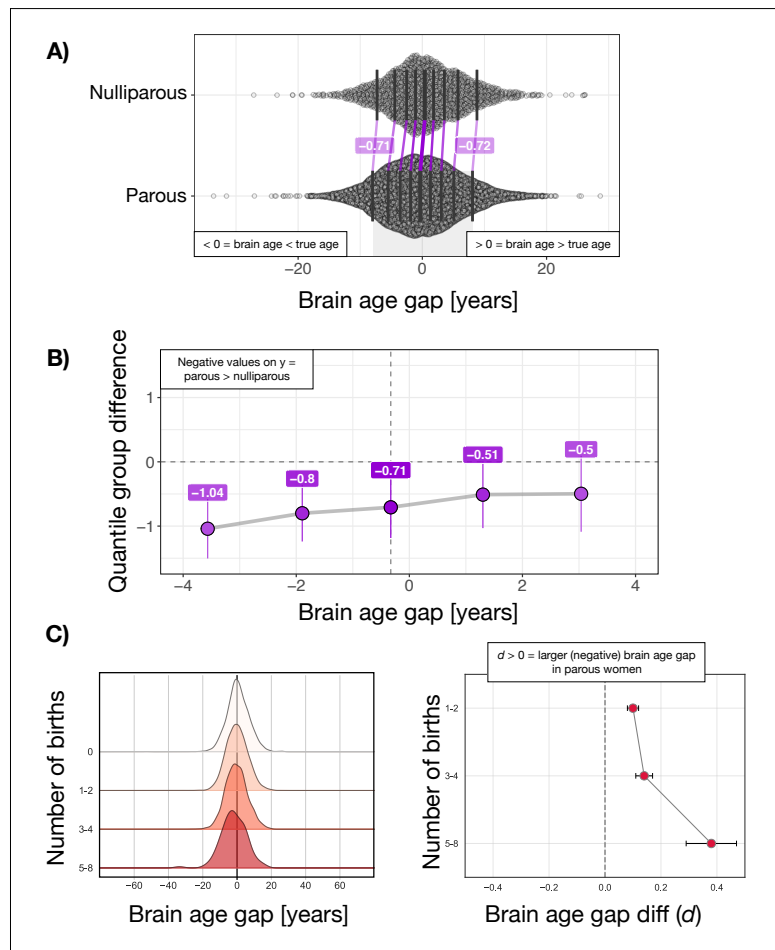 A)
Nulliparous
−0.71
−0.72
Parous
< 0 = brain age < true age
> 0 = brain age > true age
−20
0
20
Brain age gap [years]
B)
Quantile group difference
Negative values on y =
parous > nulliparous
1
0
−1
−1.04
−0.8
−0.71
−0.51
−0.5
−4
−2
0
2
4
Brain age gap [years]
C)
Number of births
0
1-2
3-4
5-8
−60
−40
−20
0
20
40
60
Brain age gap [years]
d > 0 = larger (negative) brain age gap
in parous women
Number of births
1-2
3-4
5-8
−0.4
−0.2
0.0
0.2
0.4
Brain age gap diff (d)